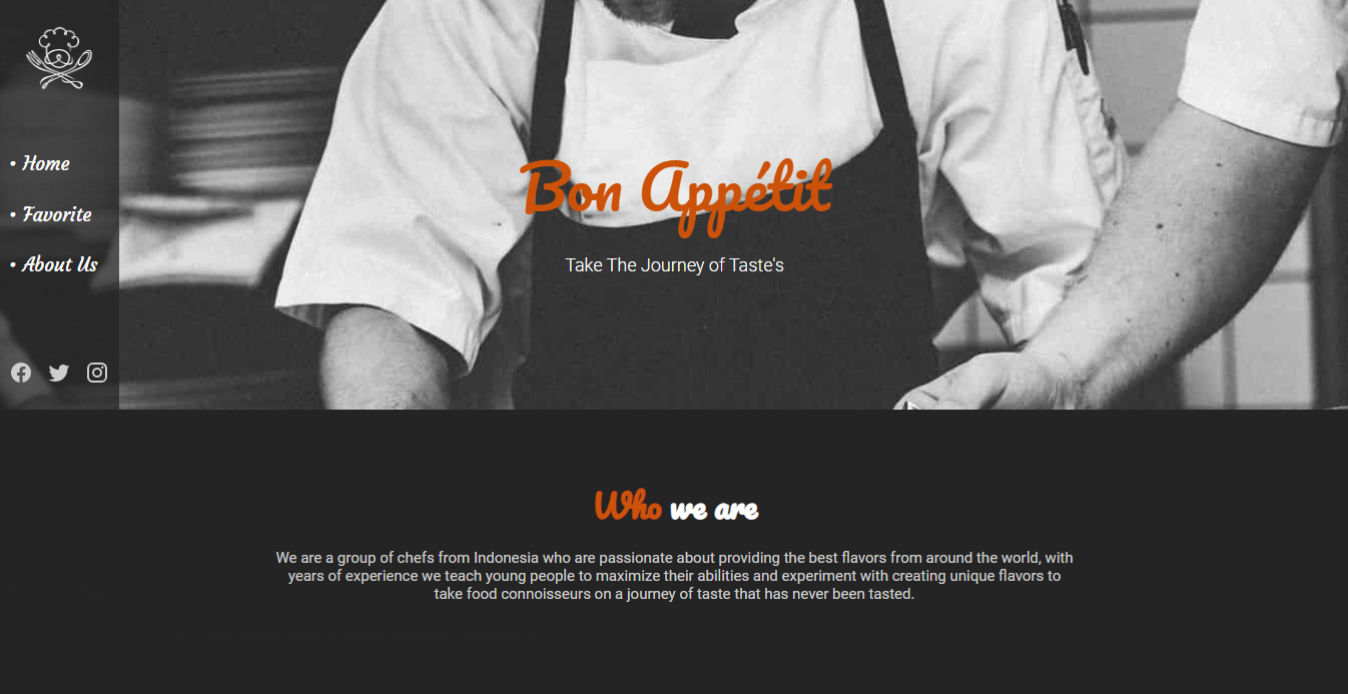 • Home
• Favorite
• About Us
Bon Appétit
Take The Journey of Taste's
Who we are
We are a group of chefs from Indonesia who are passionate about providing the best flavors from around the world, with
years of experience we teach young people to maximize their abilities and experiment with creating unique flavors to
take food connoisseurs on a journey of taste that has never been tasted.